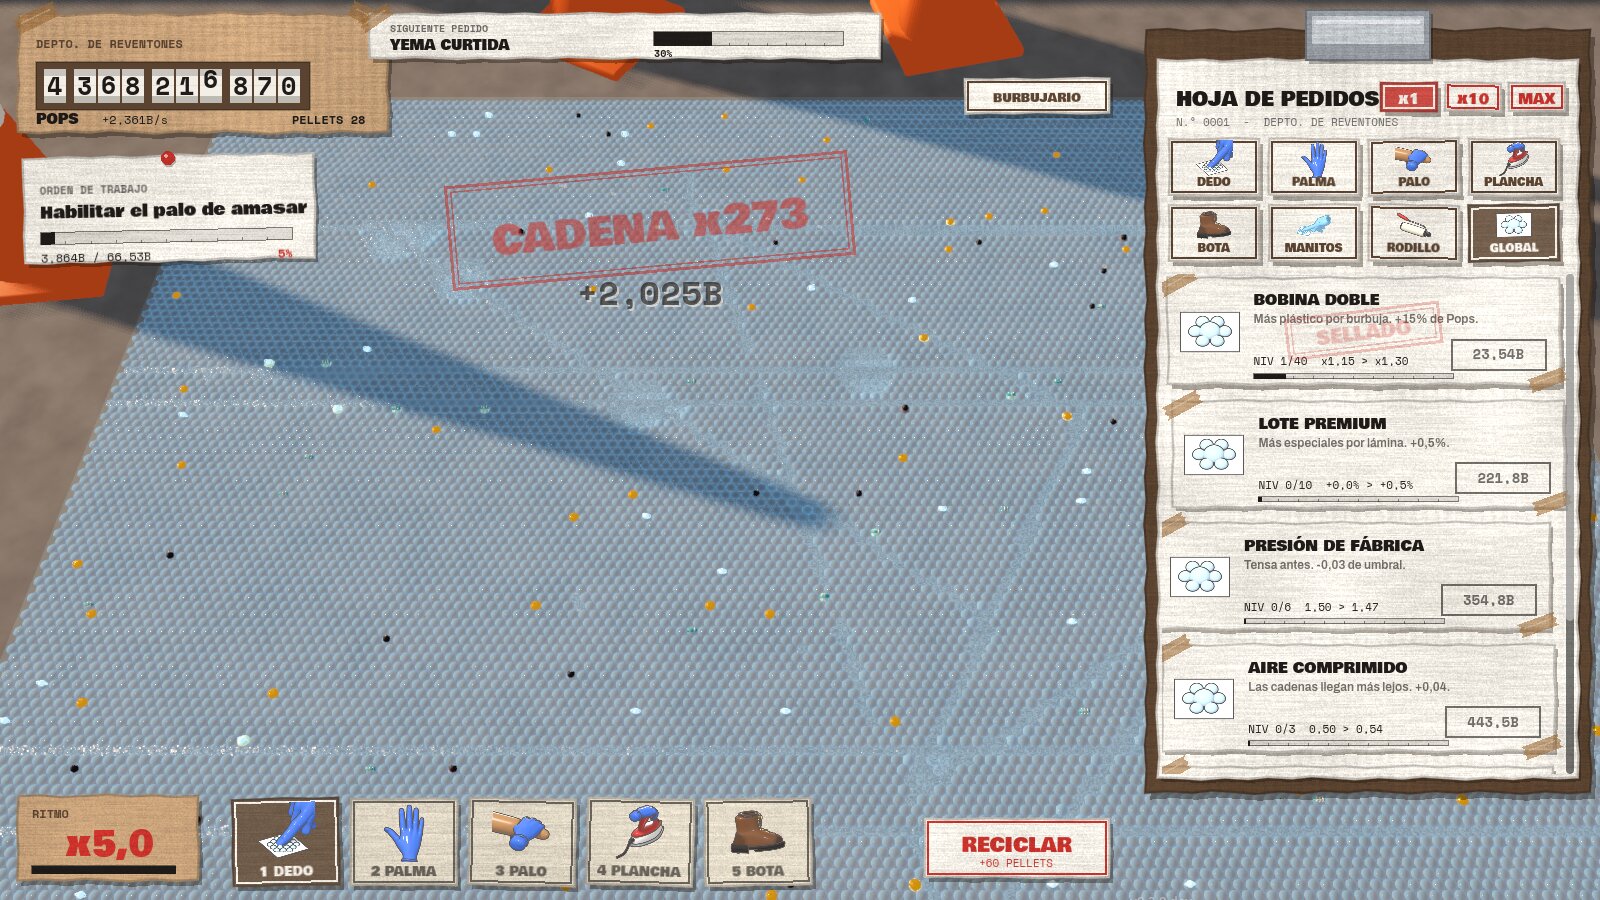 DEPTO. DE REVENTONES
4 368 216 870
POPS +2,361B/s PELLETS 28
SIGUIENTE PEDIDO
YEMA CURTIDA
30%
BURBUJARIO
ORDEN DE TRABAJO
Habilitar el palo de amasar
3,864B / 66,53B 5%
CADENA x273
+2,025B
HOJA DE PEDIDOS x1 x10 MAX
N.° 0001 - DEPTO. DE REVENTONES
DEDO PALMA PALO PLANCHA
BOTA MANITOS RODILLO GLOBAL
BOBINA DOBLE
Más plástico por burbuja. +15% de Pops.
SELLADO
NIV 1/40 x1,15 > x1,30
23,54B
LOTE PREMIUM
Más especiales por lámina. +0,5%.
NIV 0/10 +0,0% > +0,5%
221,8B
PRESIÓN DE FÁBRICA
Tensa antes. -0,03 de umbral.
NIV 0/6 1,50 > 1,47
354,8B
AIRE COMPRIMIDO
Las cadenas llegan más lejos. +0,04.
NIV 0/3 0,50 > 0,54
443,5B
RITMO
x5,0
1 DEDO 2 PALMA 3 PALO 4 PLANCHA 5 BOTA
RECICLAR
+60 PELLETS